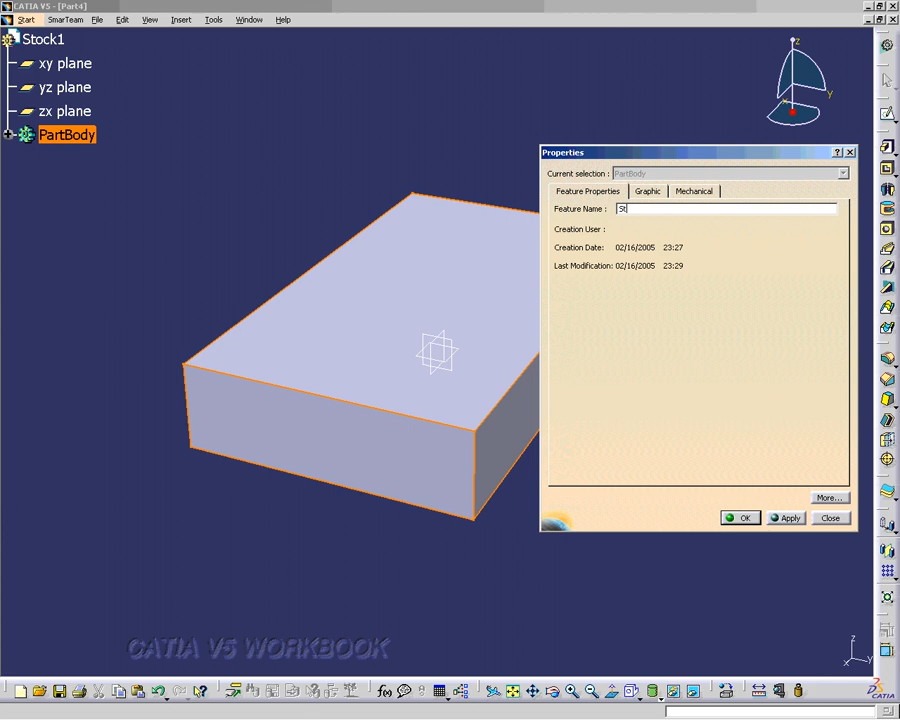 CATIA V5 - [Part4]
Start SmarTeam File Edit View Insert Tools Window Help
Stock1
xy plane
yz plane
zx plane
PartBody
z
y
x
Properties
Current selection : PartBody
Feature Properties Graphic Mechanical
Feature Name : St
Creation User :
Creation Date: 02/16/2005 23:27
Last Modification: 02/16/2005 23:29
More...
OK Apply Close
CATIA V5 WORKBOOK
z
x y
f(x)
CATIA